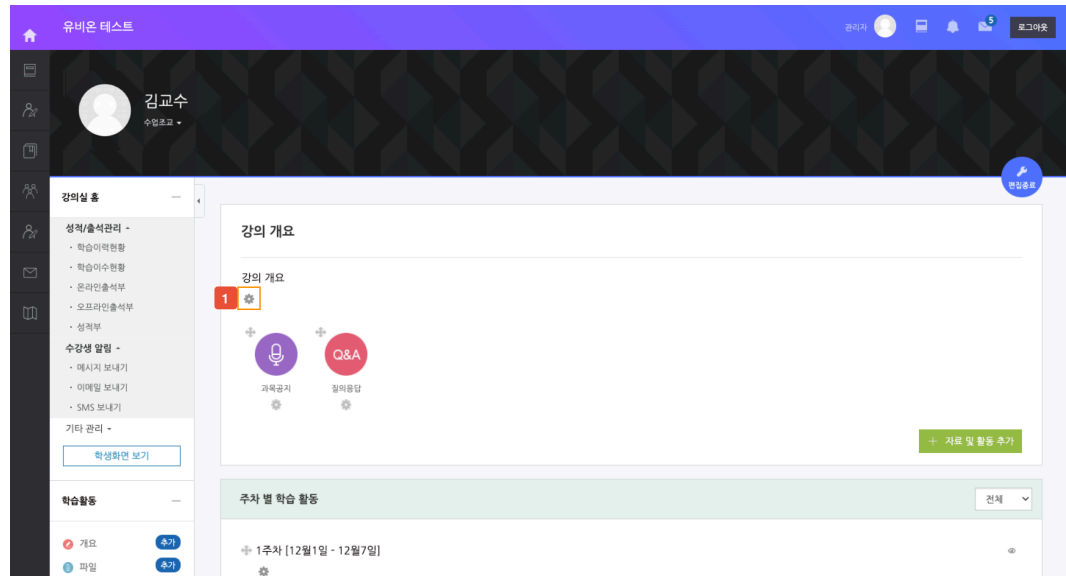 유비온 테스트
관리자
5
로그아웃
김교수
수업조교
편집종료
강의실 홈
성적/출석관리
학습이력현황
학습이수현황
온라인출석부
오프라인출석부
성적부
수강생 알림
메시지 보내기
이메일 보내기
SMS 보내기
기타 관리
학생화면 보기
학습활동
개요
추가
파일
추가
강의 개요
강의 개요
1
Q&A
과목공지
질의응답
+ 자료 및 활동 추가
주차 별 학습 활동
전체
1주차 [12월1일 - 12월7일]